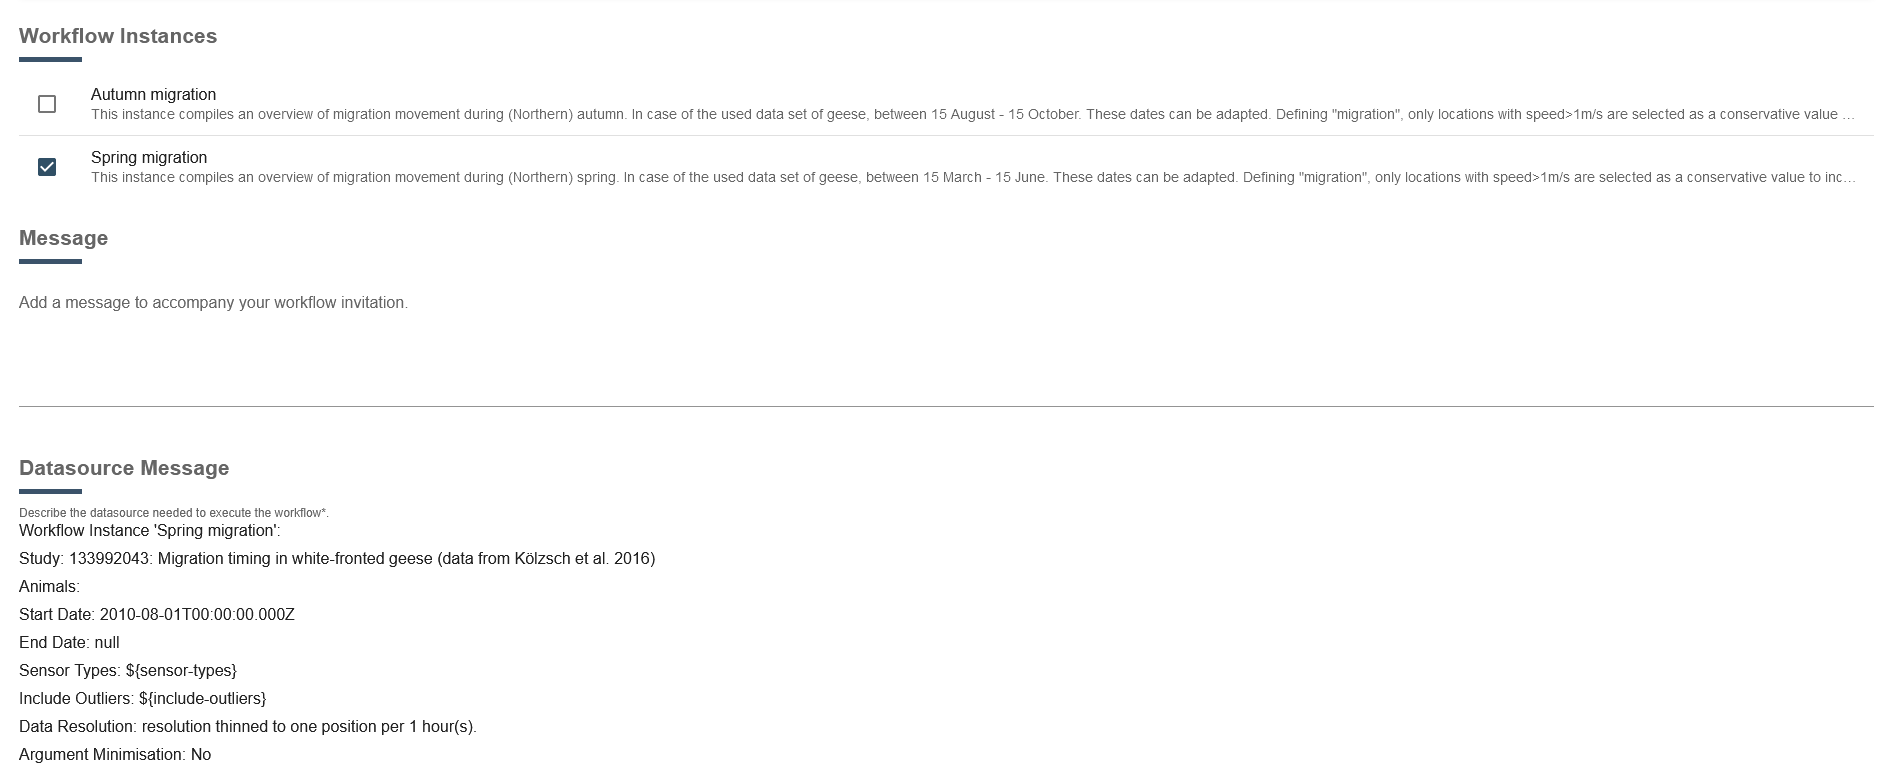 Workflow Instances
Autumn migration
This instance compiles an overview of migration movement during (Northern) autumn. In case of the used data set of geese, between 15 August - 15 October. These dates can be adapted. Defining "migration", only locations with speed>1m/s are selected as a conservative value …
Spring migration
This instance compiles an overview of migration movement during (Northern) spring. In case of the used data set of geese, between 15 March - 15 June. These dates can be adapted. Defining "migration", only locations with speed>1m/s are selected as a conservative value to inc…
Message
Add a message to accompany your workflow invitation.
Datasource Message
Describe the datasource needed to execute the workflow*.
Workflow Instance 'Spring migration':
Study: 133992043: Migration timing in white-fronted geese (data from Kölzsch et al. 2016)
Animals:
Start Date: 2010-08-01T00:00:00.000Z
End Date: null
Sensor Types: ${sensor-types}
Include Outliers: ${include-outliers}
Data Resolution: resolution thinned to one position per 1 hour(s).
Argument Minimisation: No